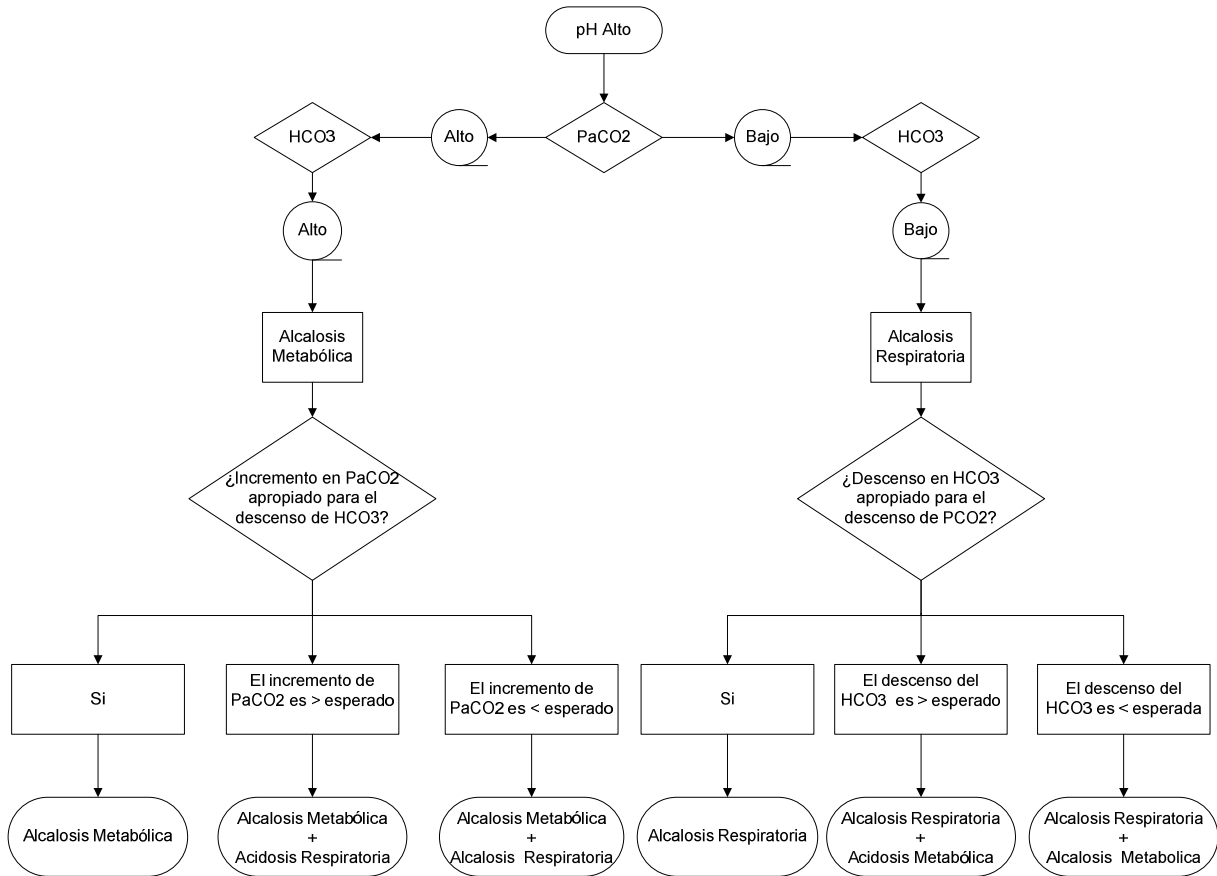 pH Alto
HCO3
Alto
PaCO2
Bajo
HCO3
Alto
Bajo
Alcalosis
Metabólica
Alcalosis
Respiratoria
¿Incremento en PaCO2
apropiado para el
descenso de HCO3?
¿Descenso en HCO3
apropiado para el
descenso de PCO2?
Si
El incremento de
PaCO2 es > esperado
El incremento de
PaCO2 es < esperado
Si
El descenso del
HCO3 es > esperado
El descenso del
HCO3 es < esperada
Alcalosis Metabólica
Alcalosis Metabólica
+
Acidosis Respiratoria
Alcalosis Metabólica
+
Alcalosis Respiratoria
Alcalosis Respiratoria
Alcalosis Respiratoria
+
Acidosis Metabólica
Alcalosis Respiratoria
+
Alcalosis Metabolica